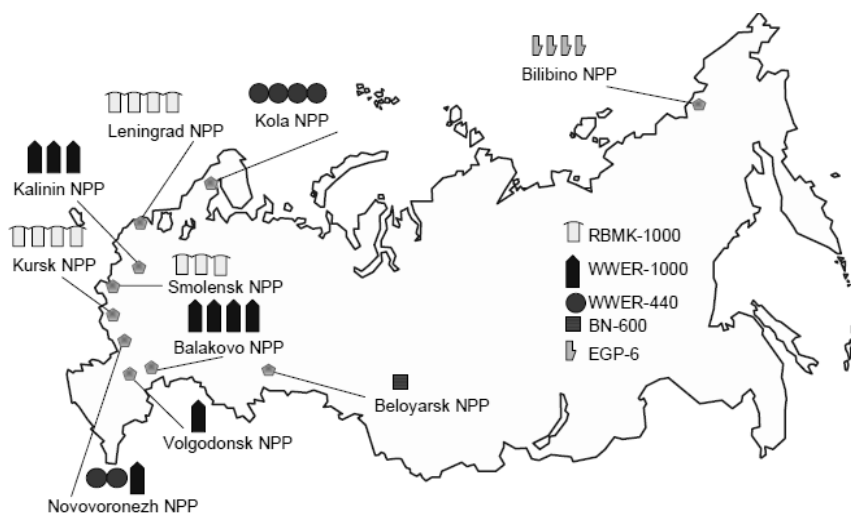 Bilibino NPP
Leningrad NPP
Kola NPP
Kalinin NPP
Kursk NPP
Smolensk NPP
Balakovo NPP
Beloyarsk NPP
Volgodonsk NPP
Novovoronezh NPP
RBMK-1000
WWER-1000
WWER-440
BN-600
EGP-6